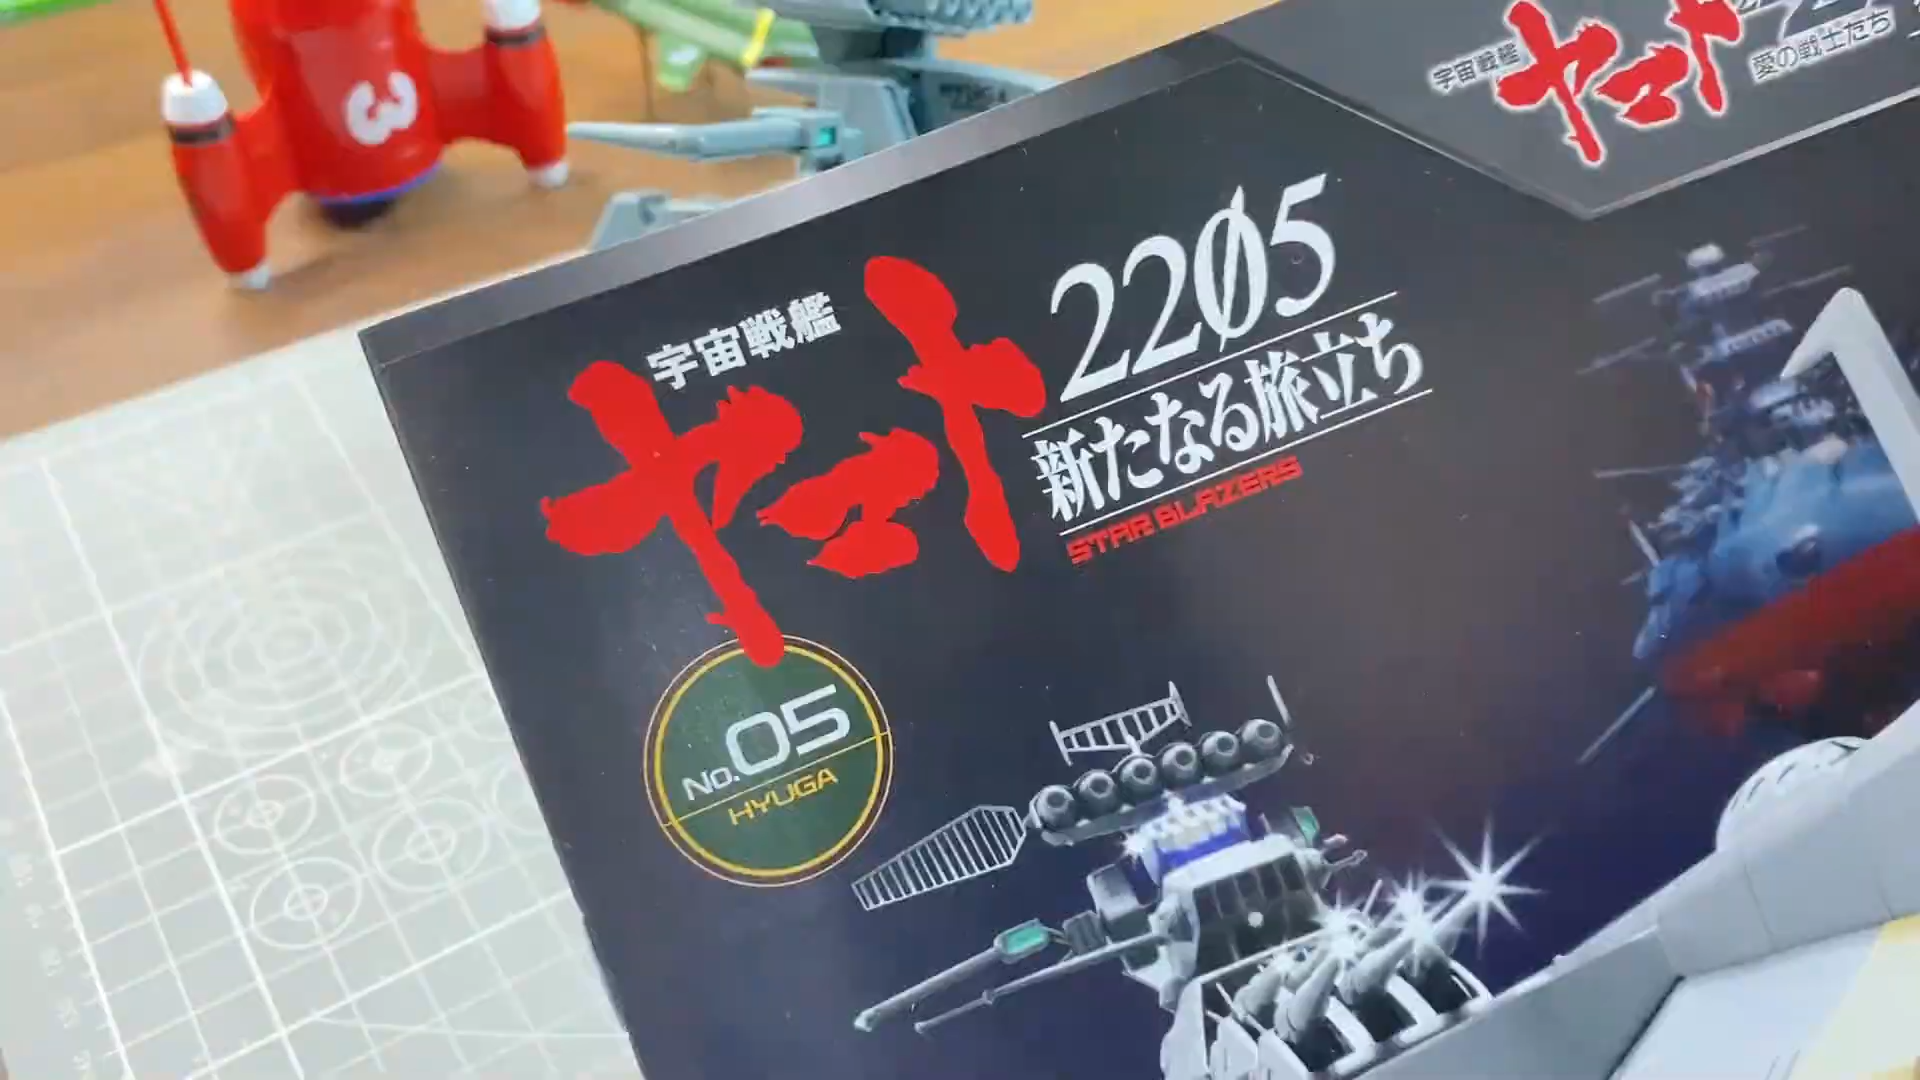 3
宇宙戦艦
ヤマト
愛の戦士たち
宇宙戦艦
ヤマト
2205
新たなる旅立ち
STAR BLAZERS
No.05
HYUGA